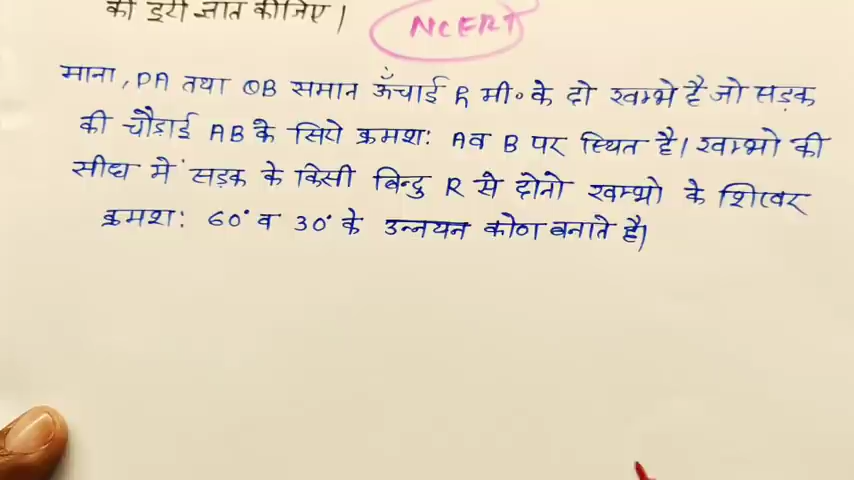 की दूरी ज्ञात कीजिए।
NCERT
माना, PA तथा QB समान ऊँचाई h मी० के दो खम्भे है जो सड़क
की चौड़ाई AB के सिरो क्रमश: A व B पर स्थित है। खम्भो की
सीध मे सड़क के किसी बिन्दु R से दोनो खम्भो के शिखर
क्रमश: 60° व 30° के उन्नयन कोण बनाते है।